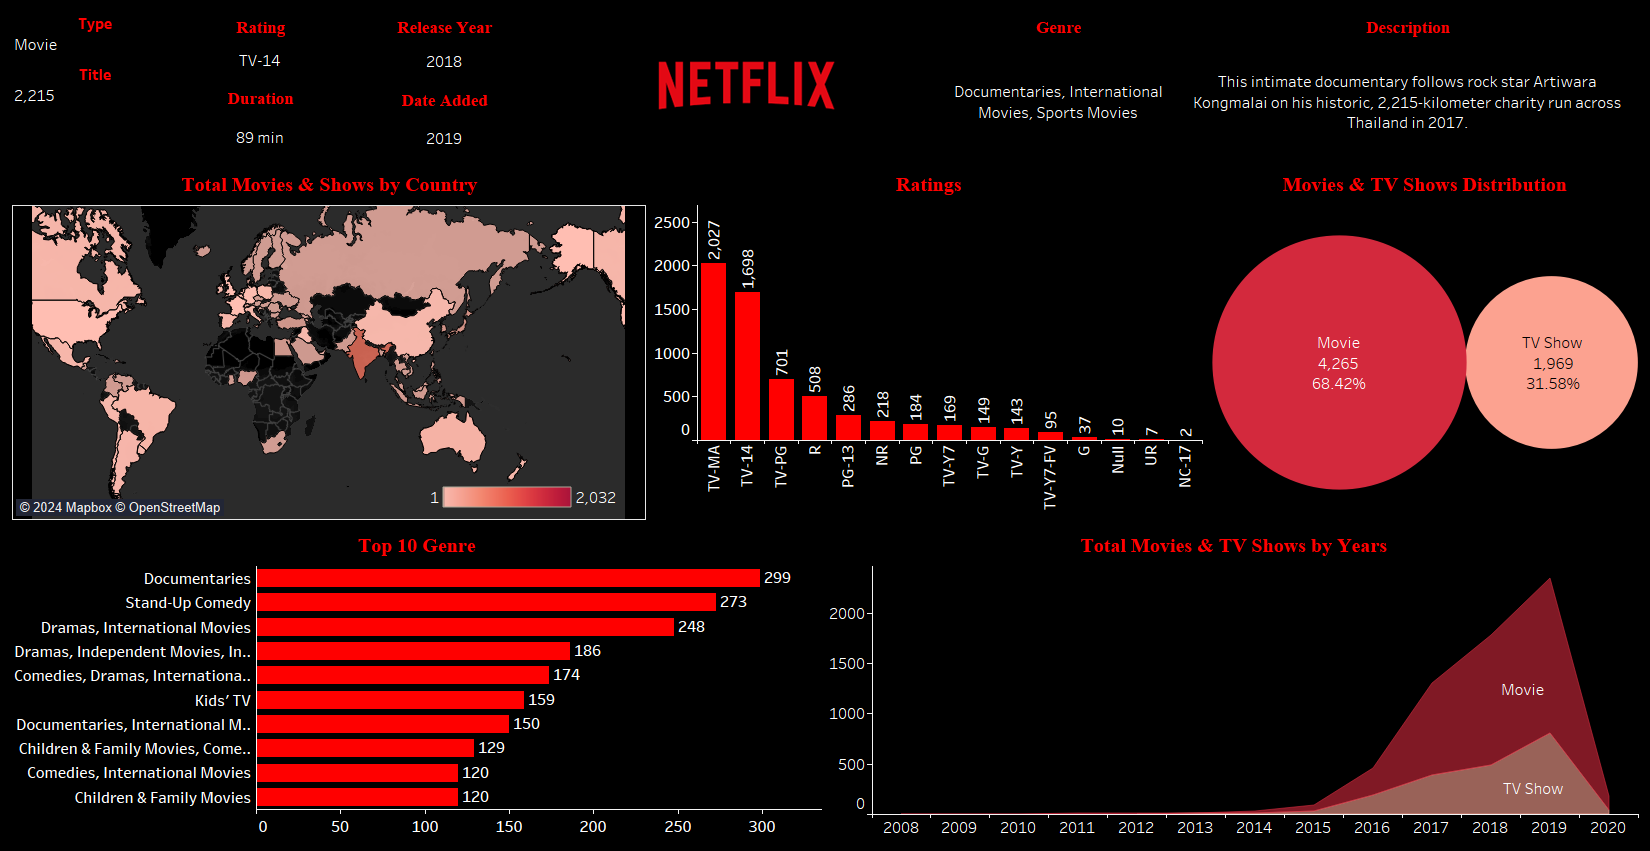 Type
Movie
Title
2,215
Rating
TV-14
Duration
89 min
Release Year
2018
Date Added
2019
NETFLIX
Genre
Documentaries, International
Movies, Sports Movies
Description
This intimate documentary follows rock star Artiwara
Kongmalai on his historic, 2,215-kilometer charity run across
Thailand in 2017.
Total Movies & Shows by Country
1
2,032
© 2024 Mapbox © OpenStreetMap
Ratings
2500
2000
1500
1000
500
0
2,027
1,698
701
508
286
218
184
169
149
143
95
37
10
7
2
TV-MA
TV-14
TV-PG
R
PG-13
NR
PG
TV-Y7
TV-G
TV-Y
TV-Y7-FV
G
Null
UR
NC-17
Movies & TV Shows Distribution
Movie
4,265
68.42%
TV Show
1,969
31.58%
Top 10 Genre
Documentaries 299
Stand-Up Comedy 273
Dramas, International Movies 248
Dramas, Independent Movies, In.. 186
Comedies, Dramas, Internationa.. 174
Kids’ TV 159
Documentaries, International M.. 150
Children & Family Movies, Come.. 129
Comedies, International Movies 120
Children & Family Movies 120
0 50 100 150 200 250 300
Total Movies & TV Shows by Years
2000
1500
1000
500
0
Movie
TV Show
2008 2009 2010 2011 2012 2013 2014 2015 2016 2017 2018 2019 2020